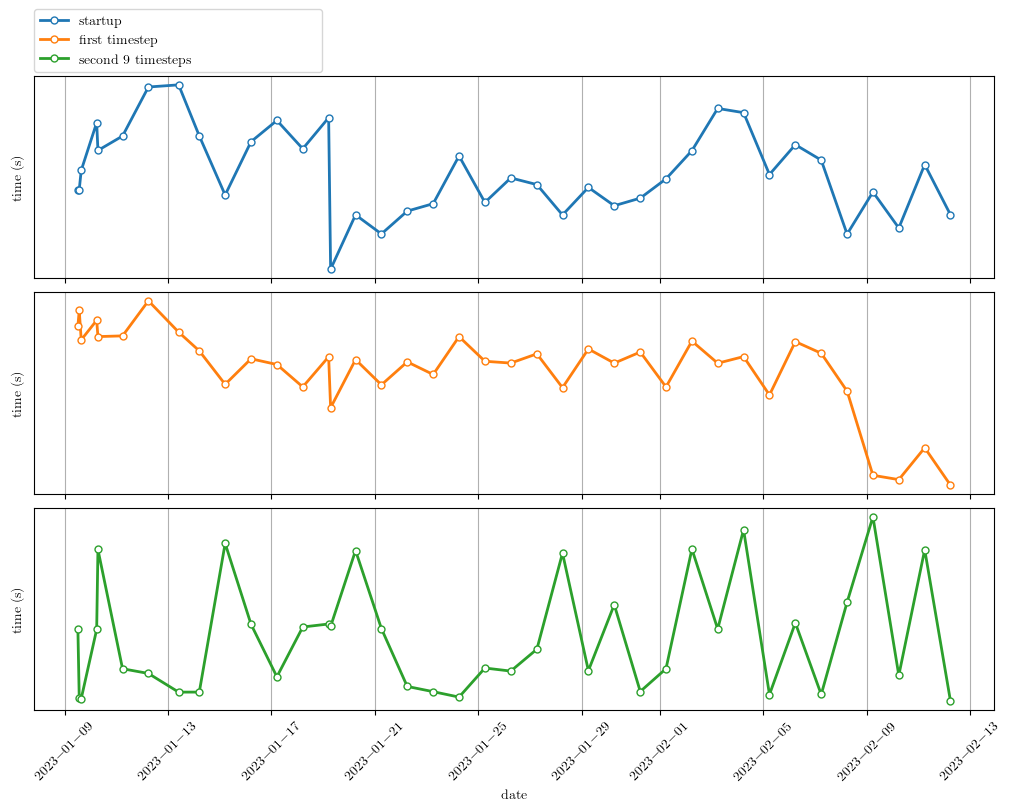 startup
first timestep
second 9 timesteps
time (s)
time (s)
time (s)
2023−01−09
2023−01−13
2023−01−17
2023−01−21
2023−01−25
2023−01−29
2023−02−01
2023−02−05
2023−02−09
2023−02−13
date